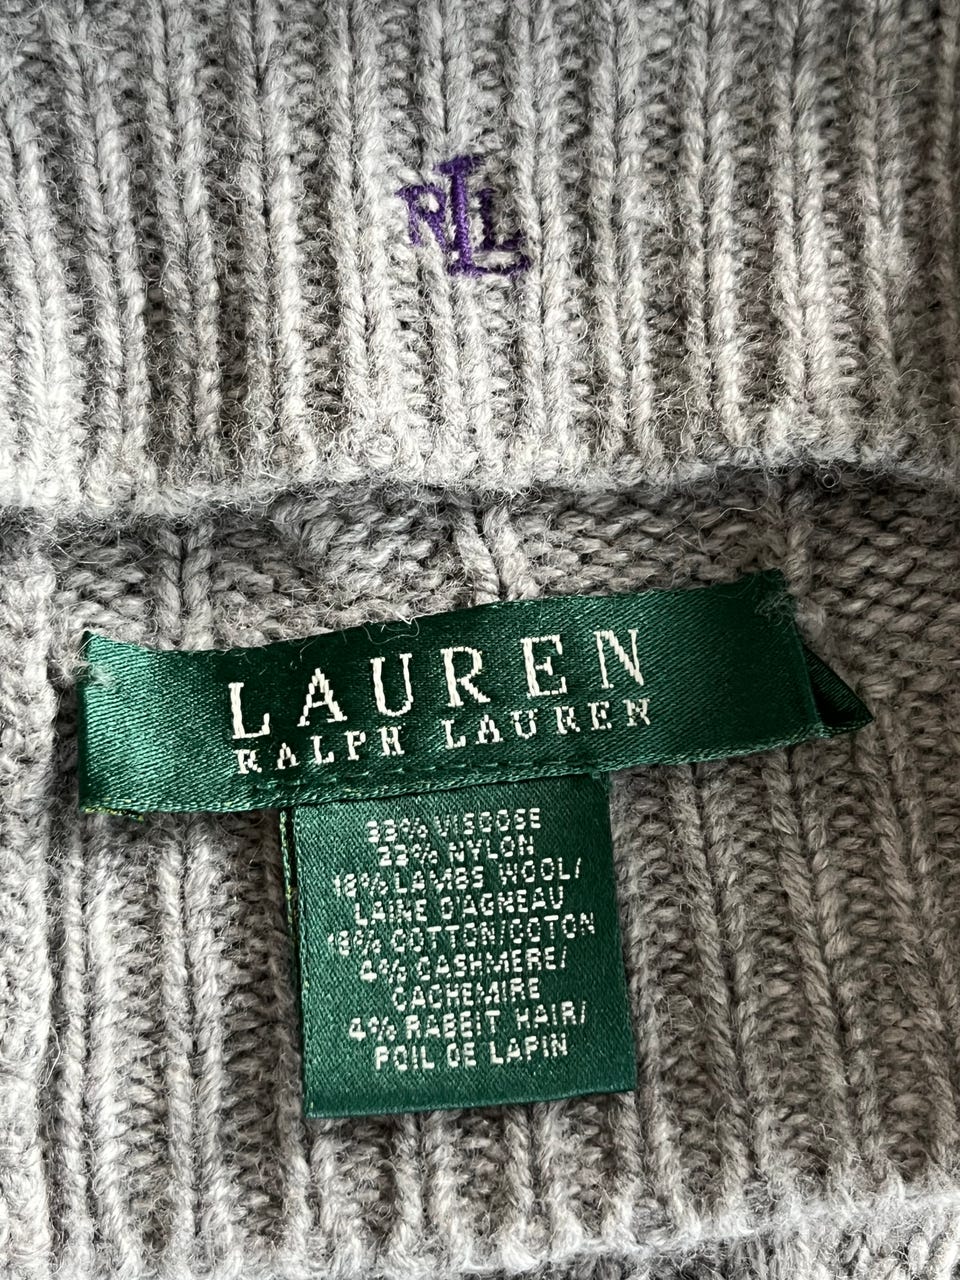 RLL
LAUREN
RALPH LAUREN
33% VISCOSE
23% NYLON
18% LAMBS WOOL/
LAINE D'AGNEAU
18% COTTON/COTON
4% CASHMERE/
CACHEMIRE
4% RABBIT HAIR/
POIL DE LAPIN